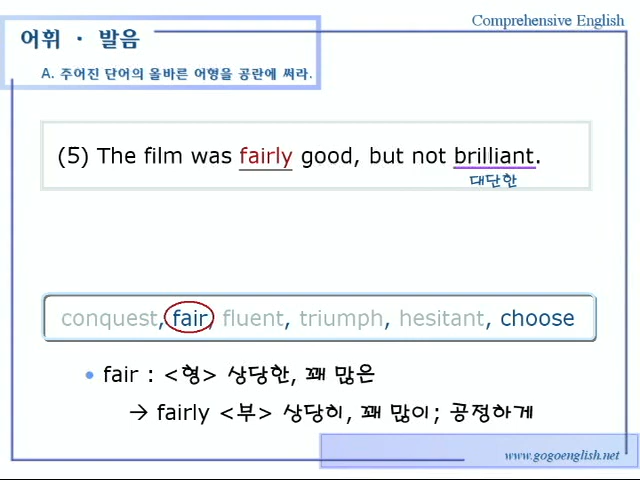 Comprehensive English
어휘 · 발음
A. 주어진 단어의 올바른 어형을 공란에 써라.
(5) The film was fairly good, but not brilliant.
대단한
conquest, fair, fluent, triumph, hesitant, choose
• fair : <형> 상당한, 꽤 많은
→ fairly <부> 상당히, 꽤 많이; 공정하게
www.gogoenglish.net